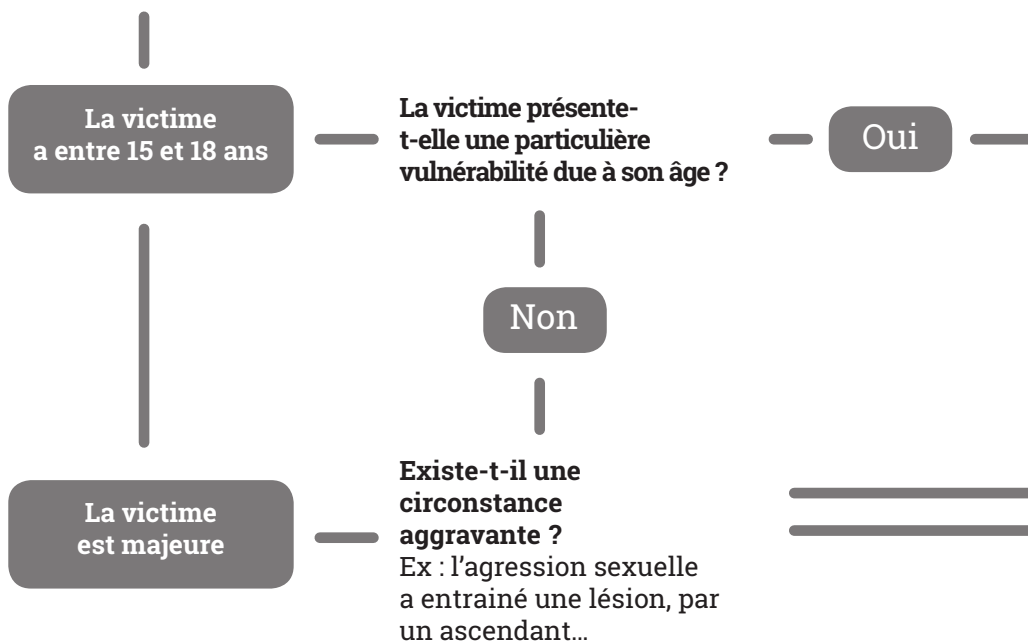 La victime
a entre 15 et 18 ans
La victime présente-
t-elle une particulière
vulnérabilité due à son âge ?
Oui
Non
La victime
est majeure
Existe-t-il une
circonstance
aggravante ?
Ex : l’agression sexuelle
a entrainé une lésion, par
un ascendant…